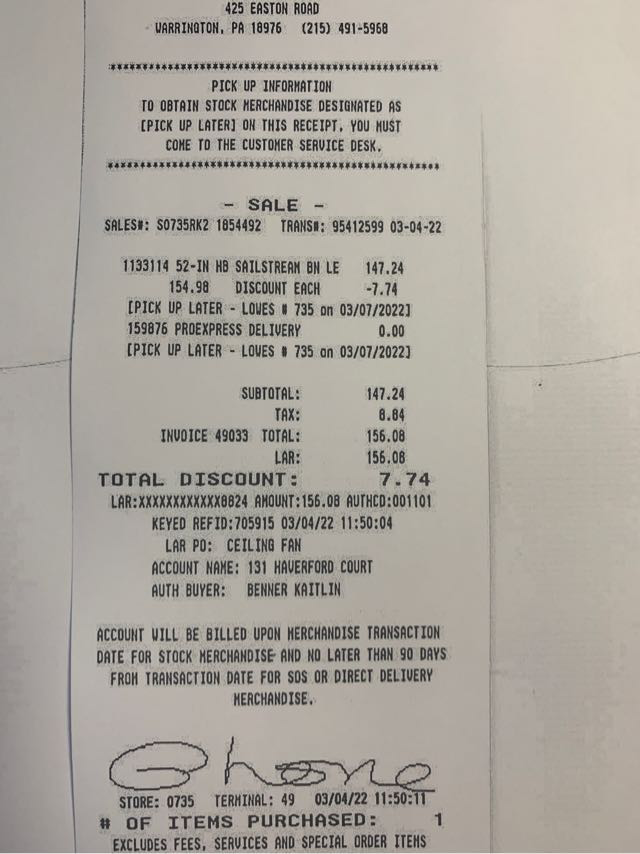 425 EASTON ROAD
WARRINGTON, PA 18976 (215) 491-5968
****************************************************
PICK UP INFORMATION
TO OBTAIN STOCK MERCHANDISE DESIGNATED AS
[PICK UP LATER] ON THIS RECEIPT, YOU MUST
COME TO THE CUSTOMER SERVICE DESK.
****************************************************
- SALE -
SALES#: S0735RK2 1854492 TRANS#: 95412599 03-04-22
1133114 52-IN HB SAILSTREAM BN LE 147.24
154.98 DISCOUNT EACH -7.74
[PICK UP LATER - LOWES # 735 on 03/07/2022]
159876 PROEXPRESS DELIVERY 0.00
[PICK UP LATER - LOWES # 735 on 03/07/2022]
SUBTOTAL: 147.24
TAX: 8.84
INVOICE 49033 TOTAL: 156.08
LAR: 156.08
TOTAL DISCOUNT: 7.74
LAR:XXXXXXXXXXXX0824 AMOUNT:156.08 AUTHCD:001101
KEYED REFID:705915 03/04/22 11:50:04
LAR PO: CEILING FAN
ACCOUNT NAME: 131 HAVERFORD COURT
AUTH BUYER: BENNER KAITLIN
ACCOUNT WILL BE BILLED UPON MERCHANDISE TRANSACTION
DATE FOR STOCK MERCHANDISE AND NO LATER THAN 90 DAYS
FROM TRANSACTION DATE FOR SOS OR DIRECT DELIVERY
MERCHANDISE.
Phone
STORE: 0735 TERMINAL: 49 03/04/22 11:50:11
# OF ITEMS PURCHASED: 1
EXCLUDES FEES, SERVICES AND SPECIAL ORDER ITEMS